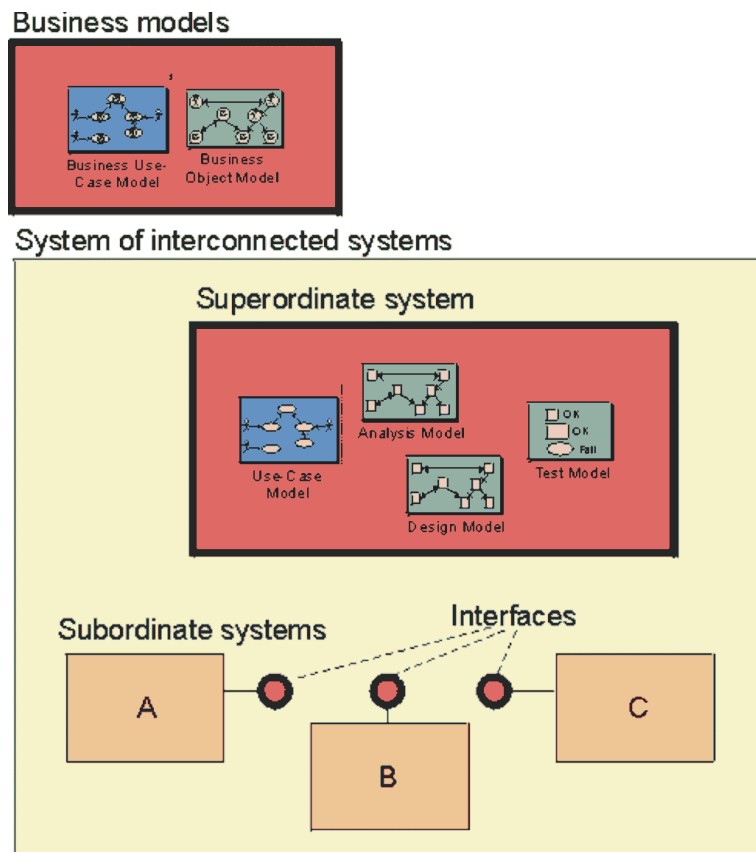 Business models
Business Use-
Case Model
Business
Object Model
System of interconnected systems
Superordinate system
Use-Case
Model
Analysis Model
Design Model
OK
OK
Fail
Test Model
Subordinate systems
Interfaces
A
B
C